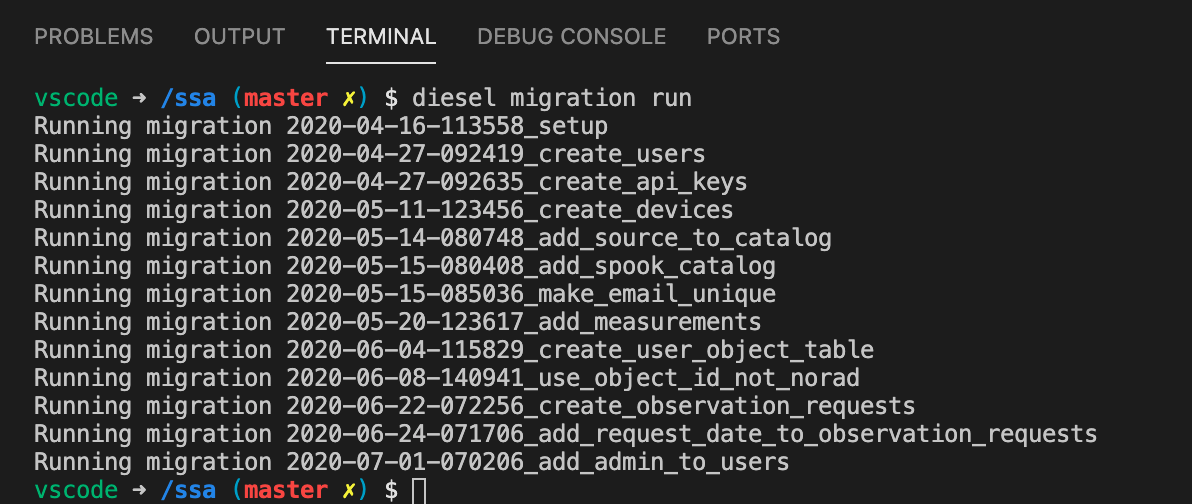 PROBLEMS OUTPUT TERMINAL DEBUG CONSOLE PORTS
vscode ➜ /ssa (master ✗) $ diesel migration run
Running migration 2020-04-16-113558_setup
Running migration 2020-04-27-092419_create_users
Running migration 2020-04-27-092635_create_api_keys
Running migration 2020-05-11-123456_create_devices
Running migration 2020-05-14-080748_add_source_to_catalog
Running migration 2020-05-15-080408_add_spook_catalog
Running migration 2020-05-15-085036_make_email_unique
Running migration 2020-05-20-123617_add_measurements
Running migration 2020-06-04-115829_create_user_object_table
Running migration 2020-06-08-140941_use_object_id_not_norad
Running migration 2020-06-22-072256_create_observation_requests
Running migration 2020-06-24-071706_add_request_date_to_observation_requests
Running migration 2020-07-01-070206_add_admin_to_users
vscode ➜ /ssa (master ✗) $